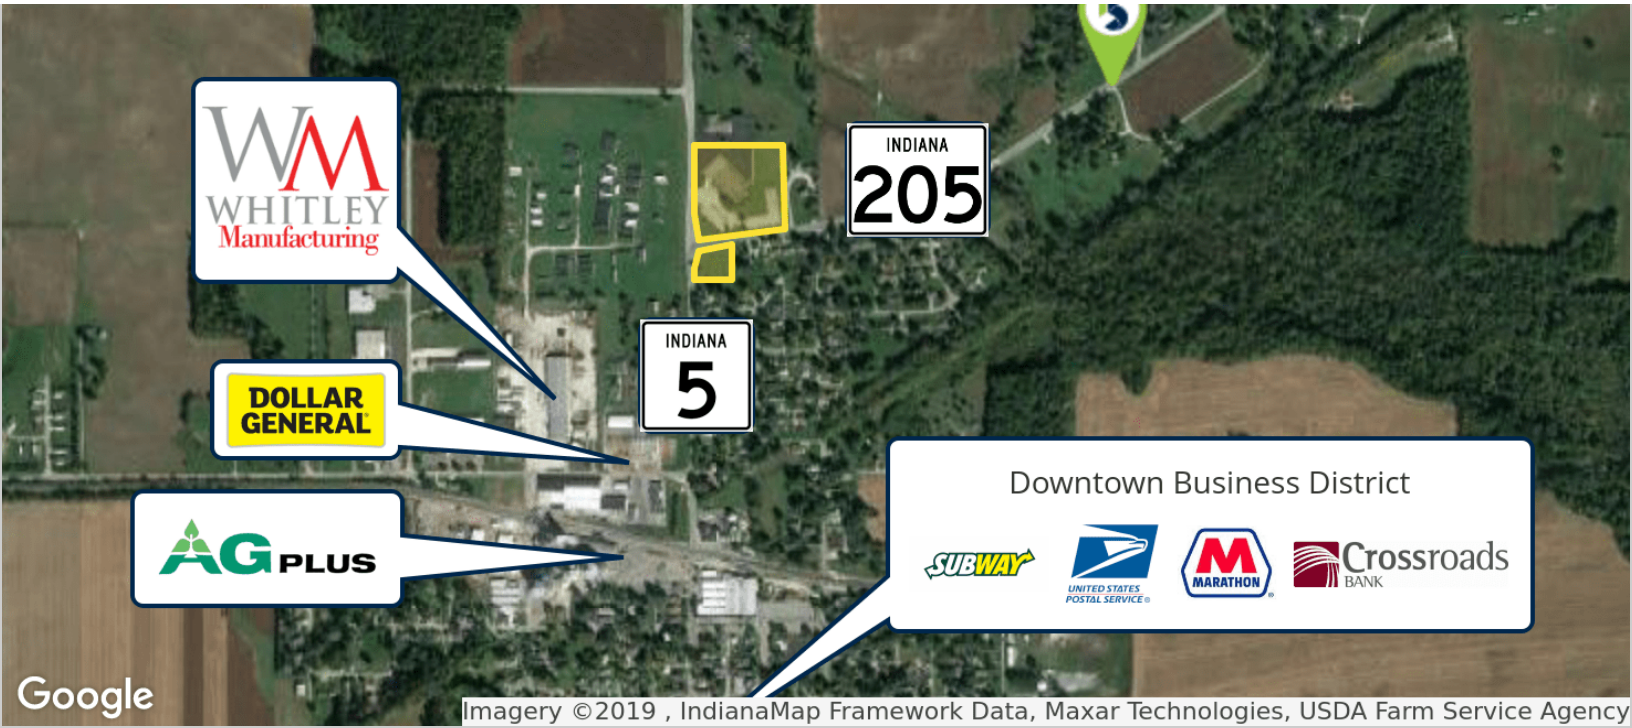 WM
WHITLEY
Manufacturing
INDIANA
205
INDIANA
5
DOLLAR
GENERAL
AG PLUS
Downtown Business District
SUBWAY
UNITED STATES
POSTAL SERVICE®
M
MARATHON®
Crossroads
BANK
Google
Imagery ©2019 , IndianaMap Framework Data, Maxar Technologies, USDA Farm Service Agency